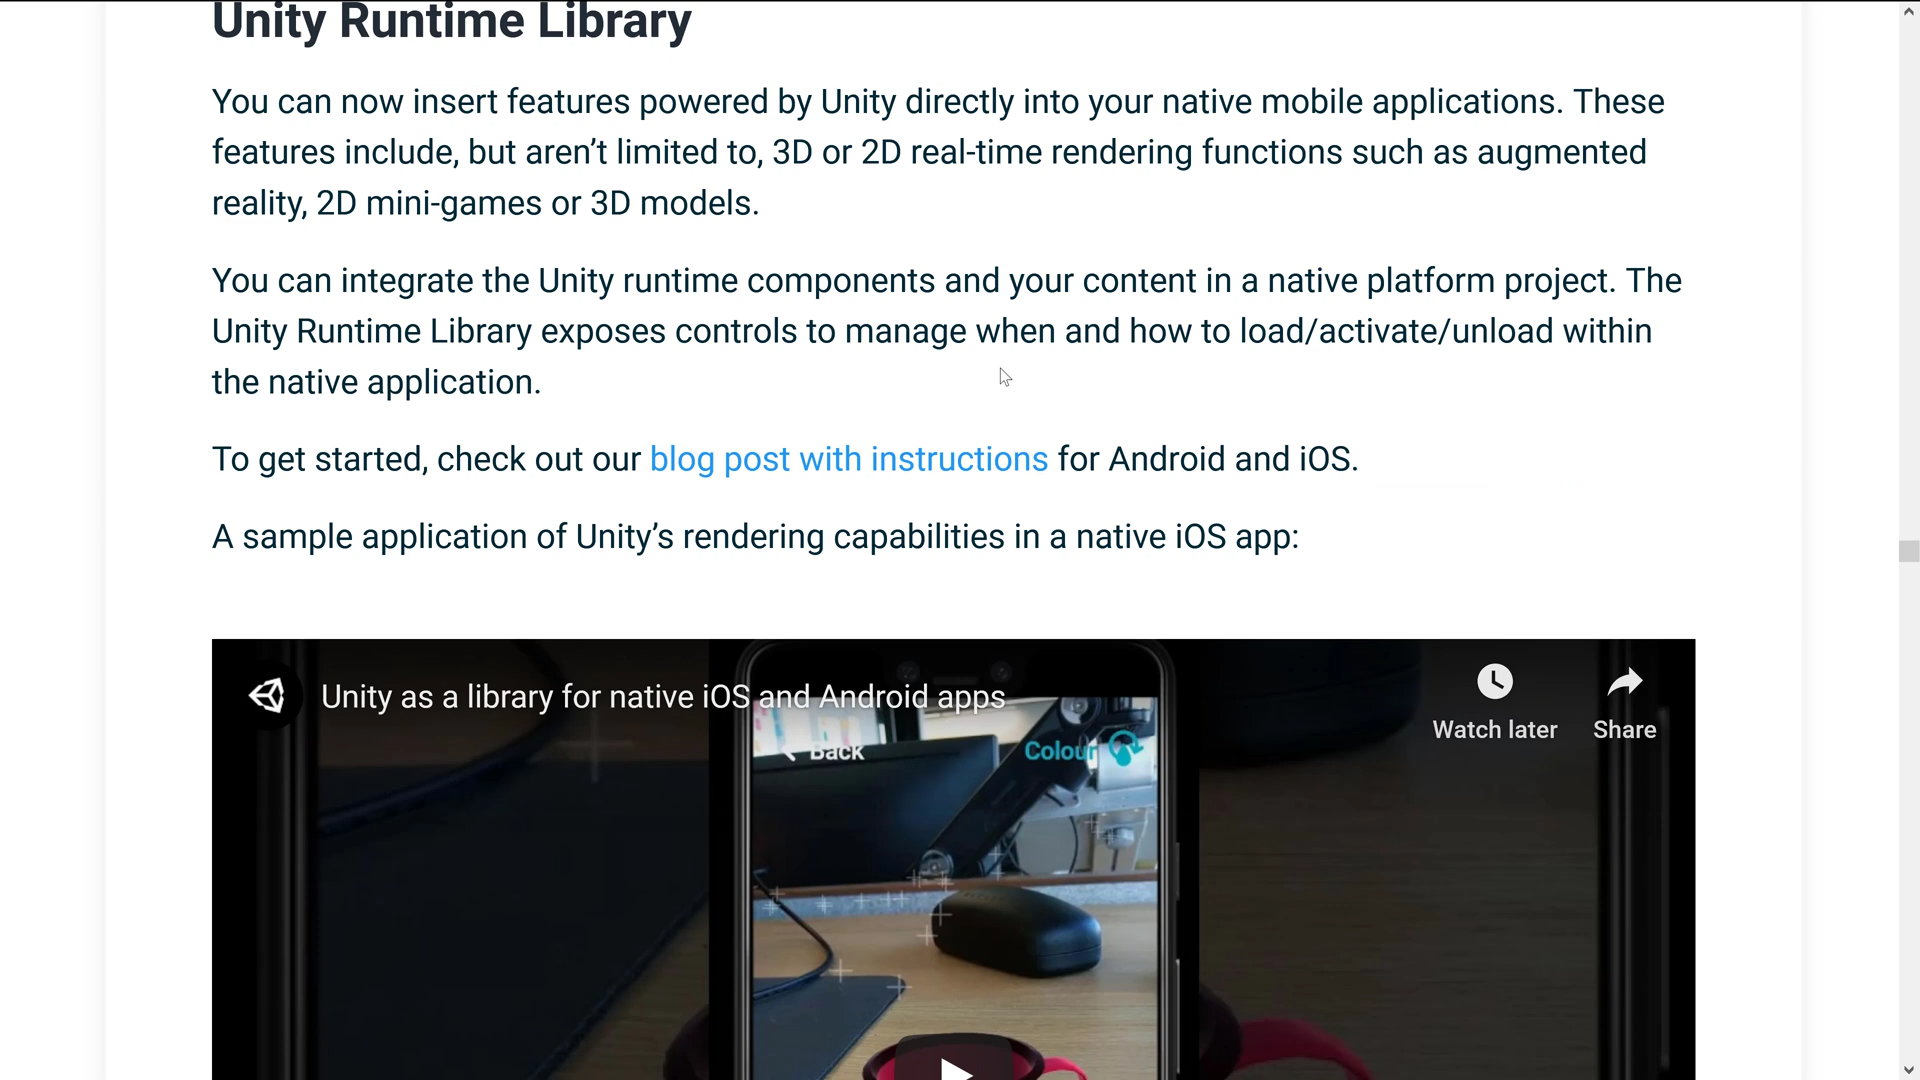 Unity Runtime Library
You can now insert features powered by Unity directly into your native mobile applications. These
features include, but aren’t limited to, 3D or 2D real-time rendering functions such as augmented
reality, 2D mini-games or 3D models.
You can integrate the Unity runtime components and your content in a native platform project. The
Unity Runtime Library exposes controls to manage when and how to load/activate/unload within
the native application.
To get started, check out our blog post with instructions for Android and iOS.
A sample application of Unity’s rendering capabilities in a native iOS app:
Unity as a library for native iOS and Android apps
Watch later
Share
Back
Colour